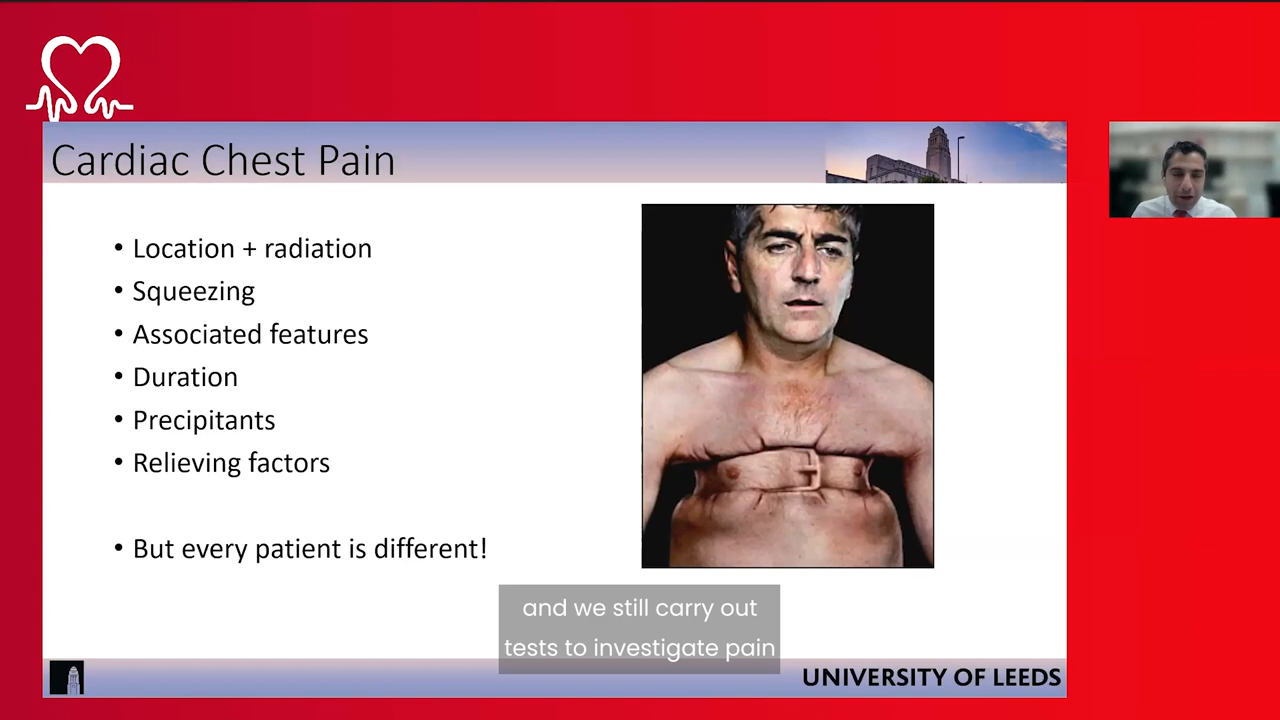 Cardiac Chest Pain
• Location + radiation
• Squeezing
• Associated features
• Duration
• Precipitants
• Relieving factors
• But every patient is different!
and we still carry out
tests to investigate pain
UNIVERSITY OF LEEDS